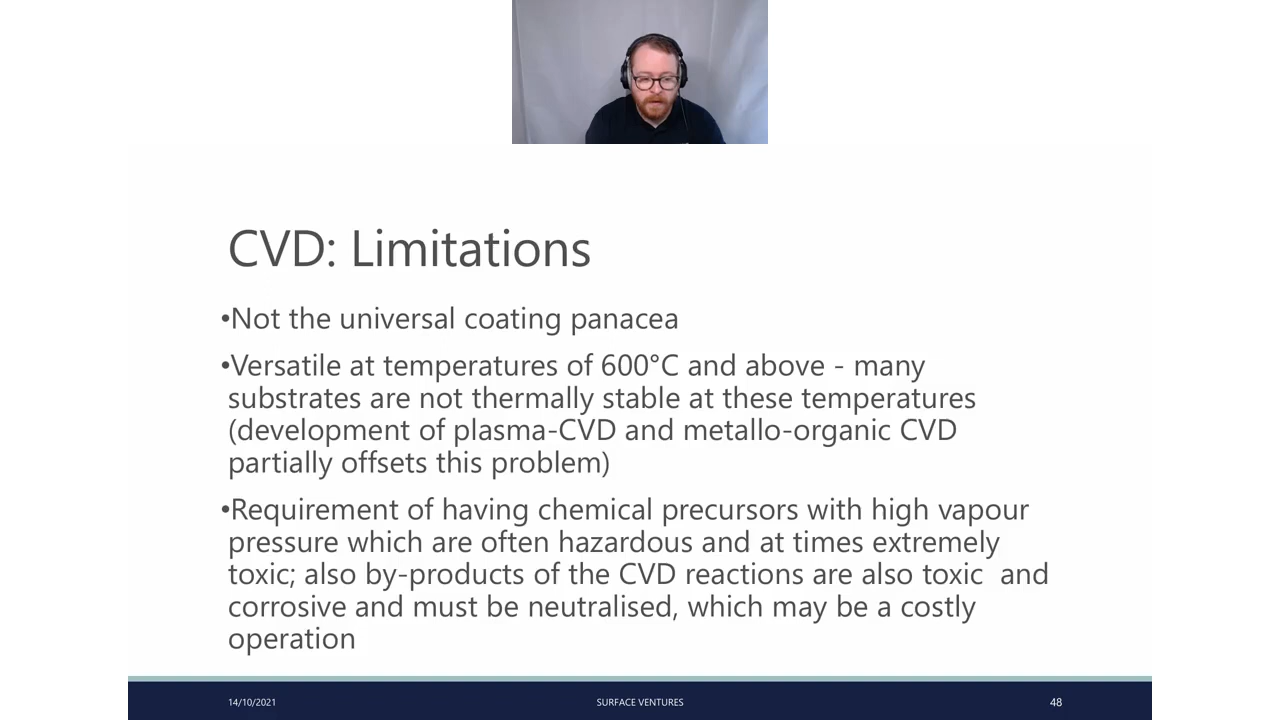 CVD: Limitations
•Not the universal coating panacea
•Versatile at temperatures of 600°C and above - many
substrates are not thermally stable at these temperatures
(development of plasma-CVD and metallo-organic CVD
partially offsets this problem)
•Requirement of having chemical precursors with high vapour
pressure which are often hazardous and at times extremely
toxic; also by-products of the CVD reactions are also toxic  and
corrosive and must be neutralised, which may be a costly
operation
14/10/2021
SURFACE VENTURES
48